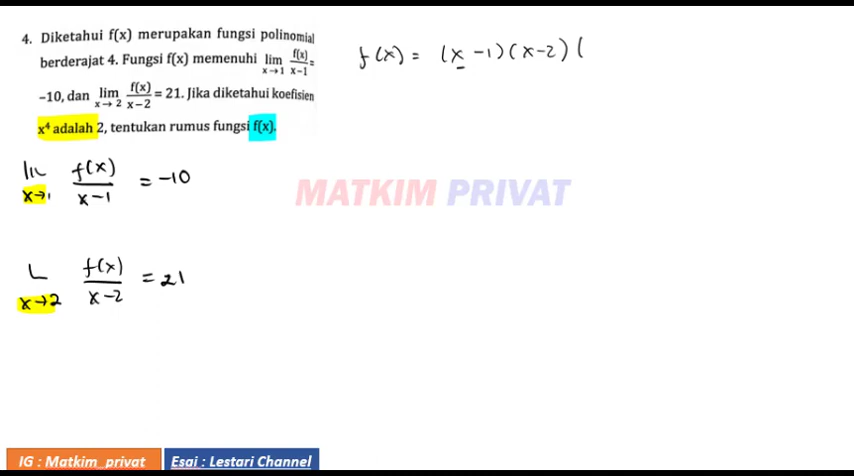 4. Diketahui f(x) merupakan fungsi polinomial
berderajat 4. Fungsi f(x) memenuhi lim x→1 f(x)/x−1 =
−10, dan lim x→2 f(x)/x−2 = 21. Jika diketahui koefisien
x⁴ adalah 2, tentukan rumus fungsi f(x).
f(x) = (x −1)(x−2)(
lim x→1 f(x)/x−1 = −10
MATKIM PRIVAT
L x→2 f(x)/x−2 = 21
IG : Matkim_privat
Esai : Lestari Channel